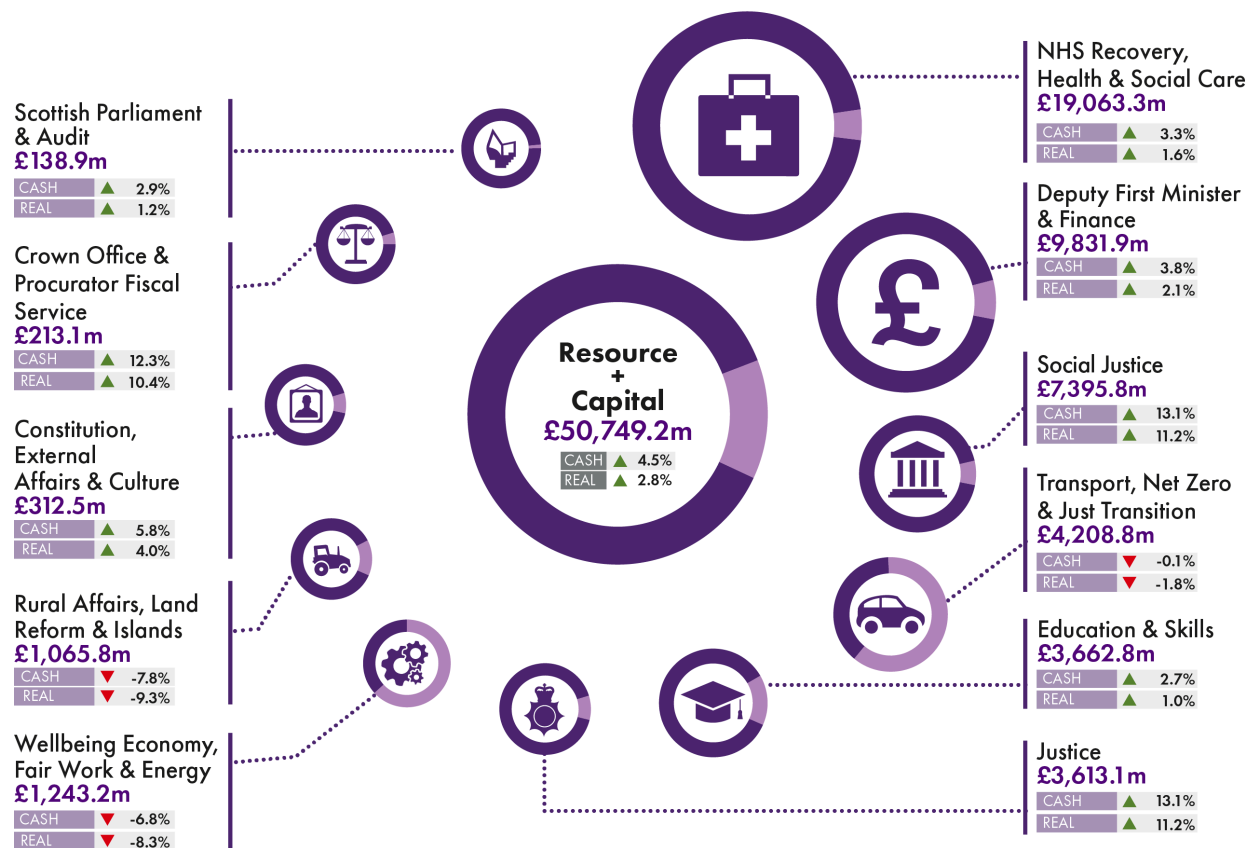 Scottish Parliament
& Audit
£138.9m
CASH ▲ 2.9%
REAL ▲ 1.2%
Crown Office &
Procurator Fiscal
Service
£213.1m
CASH ▲ 12.3%
REAL ▲ 10.4%
Constitution,
External
Affairs & Culture
£312.5m
CASH ▲ 5.8%
REAL ▲ 4.0%
Rural Affairs, Land
Reform & Islands
£1,065.8m
CASH ▼ -7.8%
REAL ▼ -9.3%
Wellbeing Economy,
Fair Work & Energy
£1,243.2m
CASH ▼ -6.8%
REAL ▼ -8.3%
Resource
+
Capital
£50,749.2m
CASH ▲ 4.5%
REAL ▲ 2.8%
£
NHS Recovery,
Health & Social Care
£19,063.3m
CASH ▲ 3.3%
REAL ▲ 1.6%
Deputy First Minister
& Finance
£9,831.9m
CASH ▲ 3.8%
REAL ▲ 2.1%
Social Justice
£7,395.8m
CASH ▲ 13.1%
REAL ▲ 11.2%
Transport, Net Zero
& Just Transition
£4,208.8m
CASH ▼ -0.1%
REAL ▼ -1.8%
Education & Skills
£3,662.8m
CASH ▲ 2.7%
REAL ▲ 1.0%
Justice
£3,613.1m
CASH ▲ 13.1%
REAL ▲ 11.2%